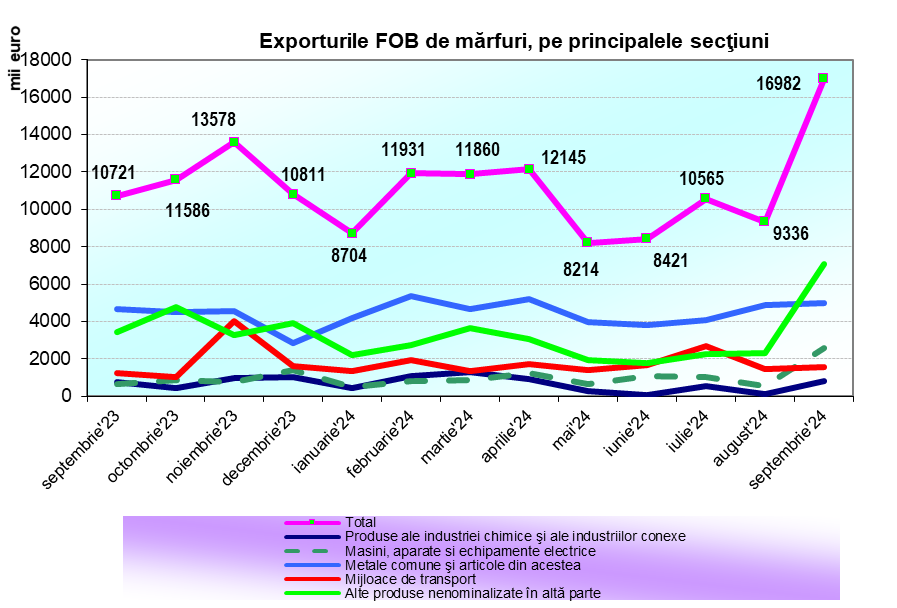 Exporturile FOB de mărfuri, pe principalele secţiuni
mii euro
18000
16000
14000
12000
10000
8000
6000
4000
2000
0
10721
11586
13578
10811
8704
11931
11860
12145
8214
8421
10565
9336
16982
septembrie'23
octombrie'23
noiembrie'23
decembrie'23
ianuarie'24
februarie'24
martie'24
aprilie'24
mai'24
iunie'24
iulie'24
august'24
septembrie'24
Total
Produse ale industriei chimice şi ale industriilor conexe
Masini, aparate si echipamente electrice
Metale comune şi articole din acestea
Mijloace de transport
Alte produse nenominalizate în altă parte